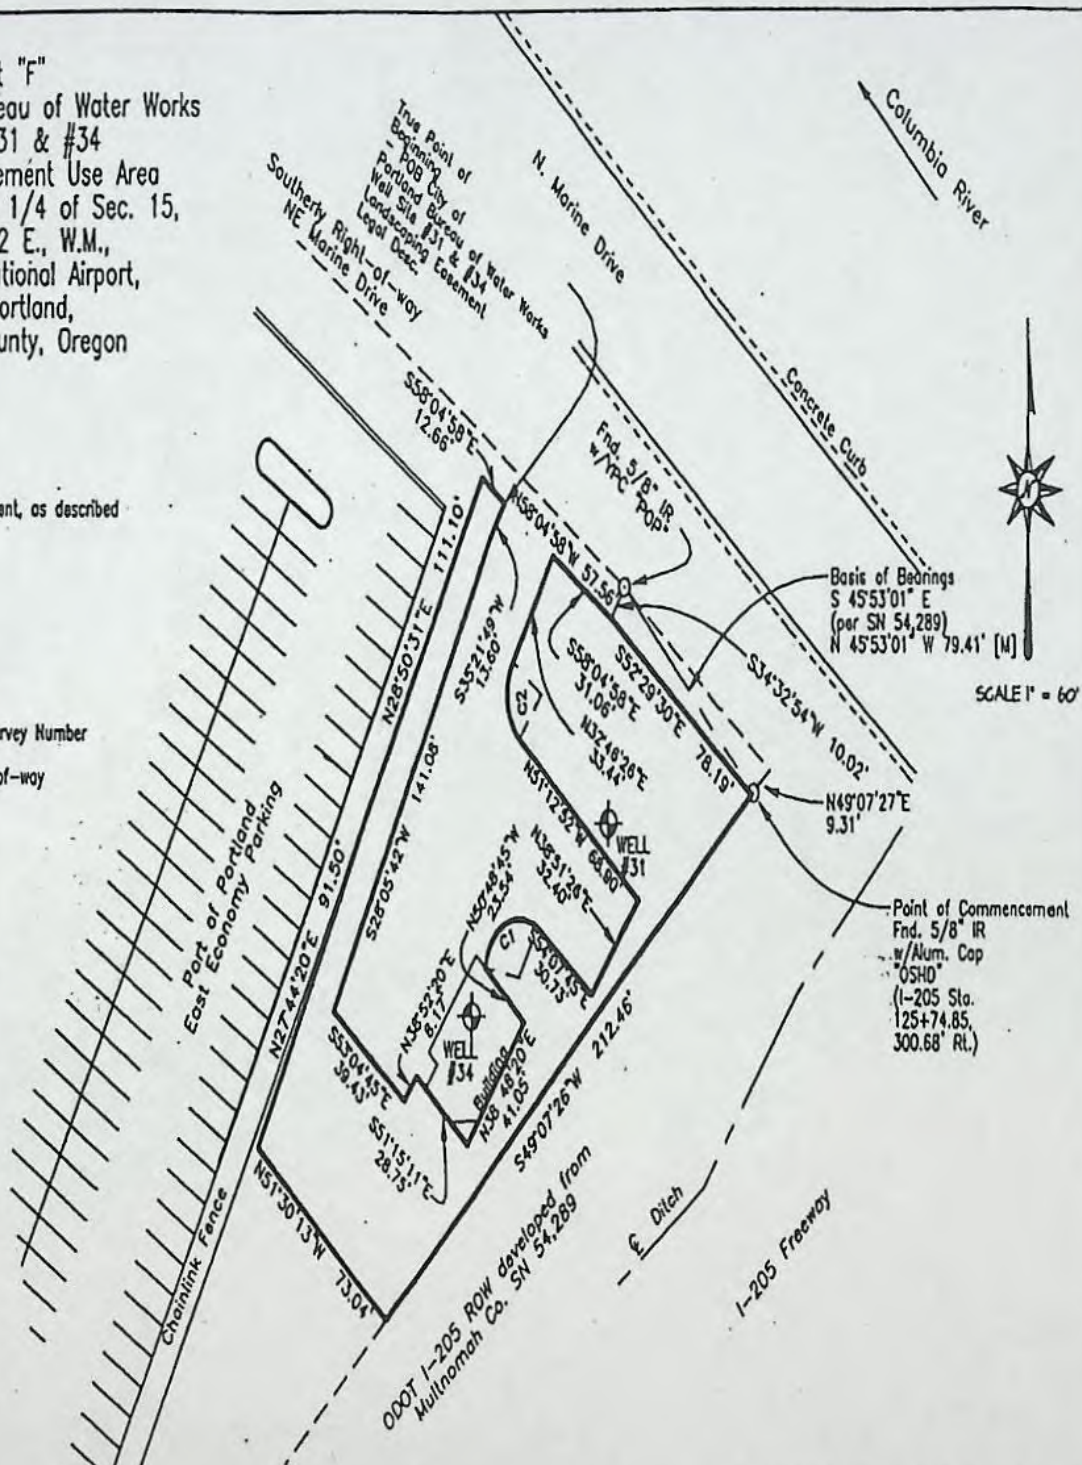 t "F"
eau of Water Works
31 & #34
ement Use Area
1/4 of Sec. 15,
2 E., W.M.,
ational Airport,
ortland,
unty, Oregon
True Point of
Beginning
- POB City of
Portland Bureau of Water Works
Well Site #31 & #34
Landscaping Easement
Legal Desc.
Southerly Right-of-way
NE Marine Drive
N. Marine Drive
Columbia River
Concrete Curb
ent, as described
rvey Number
of-way
S58°04'58"E
12.66'
Fnd. 5/8" IR
w/YPC "POP"
N58°04'58"W 57.56'
Basis of Bearings
S 45°53'01" E
(per SN 54,289)
N 45°53'01" W 79.41' [M]
SCALE 1" = 60'
N
N28°50'31"E 111.10'
S35°21'49"W
13.60'
S58°04'58"E
31.06'
S52°29'30"E 78.19'
S34°32'54"W 10.02'
N49°07'27"E
9.31'
C2
N32°46'26"E
33.44'
N51°12'52"W 68.90'
WELL
#31
N38°51'26"E
32.40'
S28°05'42"W 141.08'
N50°48'45"W
23.54'
C1
S54°07'45"E
30.73'
Point of Commencement
Fnd. 5/8" IR
w/Alum. Cap
"OSHD"
(I-205 Sta.
125+74.85,
300.68' Rt.)
Port of Portland
East Economy Parking
N27°44'20"E 91.50'
N38°52'20"E
8.17'
WELL
#34
Building
N38°48'20"E
41.05'
S53°04'45"E
39.43'
S51°15'11"E
28.75'
S49°07'26"W 212.46'
N51°30'13"W 73.04'
Chainlink Fence
ODOT I-205 ROW developed from
Multnomah Co. SN 54,289
℄ Ditch
I-205 Freeway